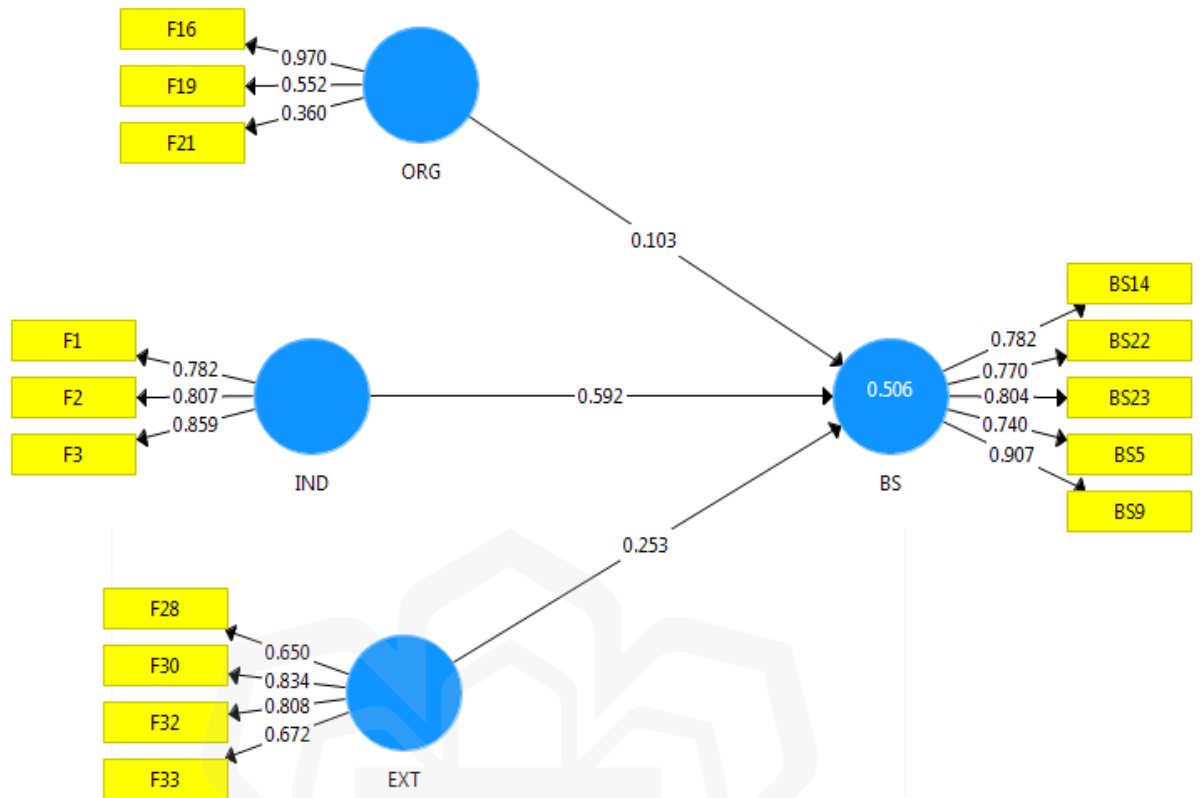 F16
F19
F21
0.970
0.552
0.360
ORG
0.103
F1
F2
F3
0.782
0.807
0.859
IND
0.592
0.506
BS
0.782
0.770
0.804
0.740
0.907
BS14
BS22
BS23
BS5
BS9
0.253
F28
F30
F32
F33
0.650
0.834
0.808
0.672
EXT